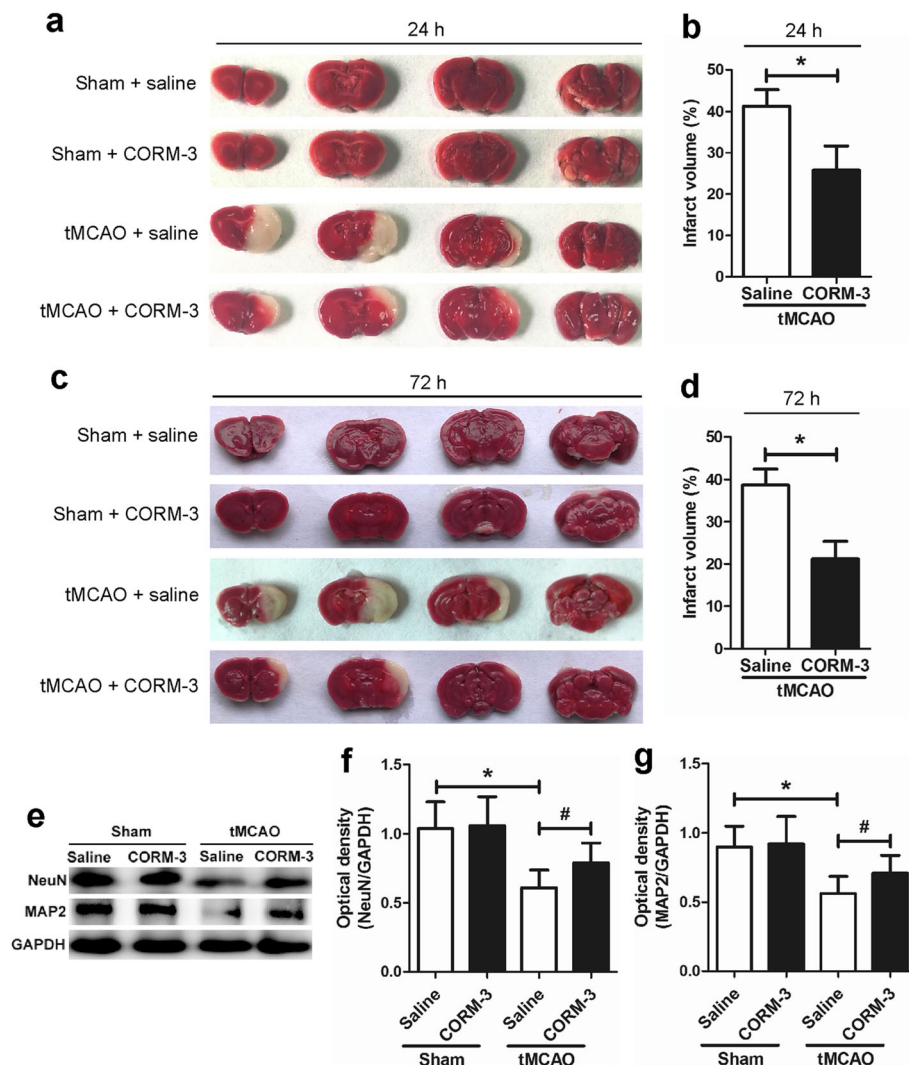 a
24 h
Sham + saline
Sham + CORM-3
tMCAO + saline
tMCAO + CORM-3
b
24 h
50
40
30
20
10
0
Infarct volume (%)
*
Saline CORM-3
tMCAO
c
72 h
Sham + saline
Sham + CORM-3
tMCAO + saline
tMCAO + CORM-3
d
72 h
50
40
30
20
10
0
Infarct volume (%)
*
Saline CORM-3
tMCAO
e
Sham tMCAO
Saline CORM-3 Saline CORM-3
NeuN
MAP2
GAPDH
f
1.5
1.0
0.5
0.0
Optical density
(NeuN/GAPDH)
*
#
Saline CORM-3 Saline CORM-3
Sham tMCAO
g
1.5
1.0
0.5
0.0
Optical density
(MAP2/GAPDH)
*
#
Saline CORM-3 Saline CORM-3
Sham tMCAO